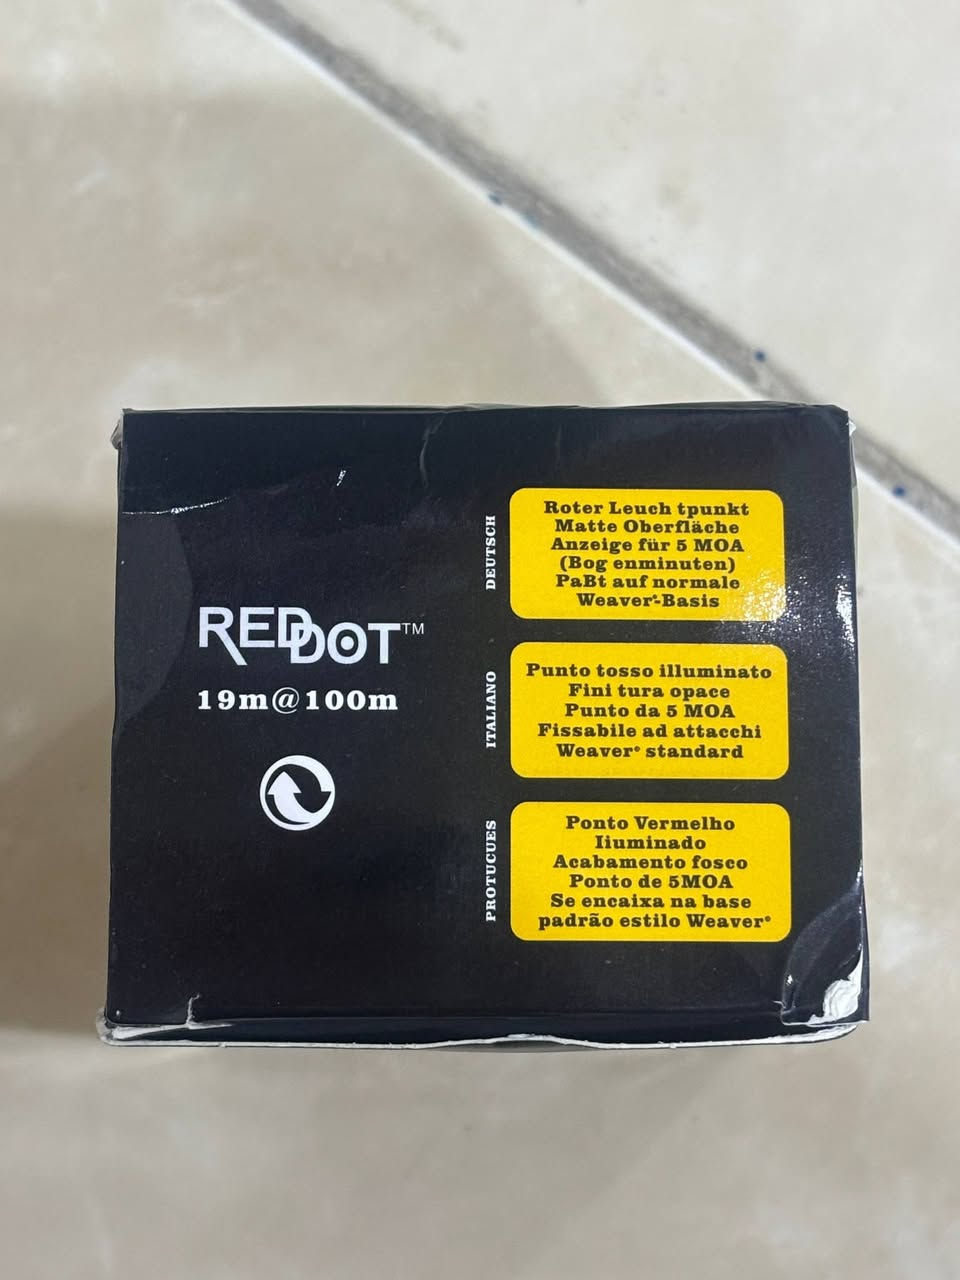 REDDOT™
19m@100m
DEUTSCH
Roter Leuch tpunkt
Matte Oberfläche
Anzeige für 5 MOA
(Bog enminuten)
PaBt auf normale
Weaver®-Basis
ITALIANO
Punto tosso illuminato
Fini tura opace
Punto da 5 MOA
Fissabile ad attacchi
Weaver® standard
PROTUCUES
Ponto Vermelho
Iiuminado
Acabamento fosco
Ponto de 5MOA
Se encaixa na base
padrão estilo Weaver®